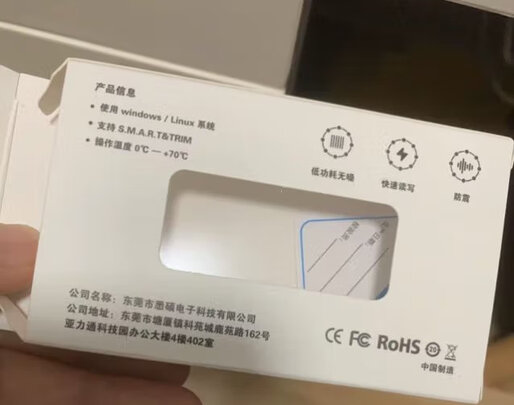 产品信息
• 使用 windows / Linux 系统
• 支持 S.M.A.R.T&TRIM
• 操作温度 0℃ — +70℃
低功耗无噪
快速读写
防震
公司名称：东莞市悉硕电子科技有限公司
公司地址：东莞市塘厦镇科苑城鹿苑路162号
亚力通科技园办公大楼4楼402室
CE FC RoHS 20
中国制造